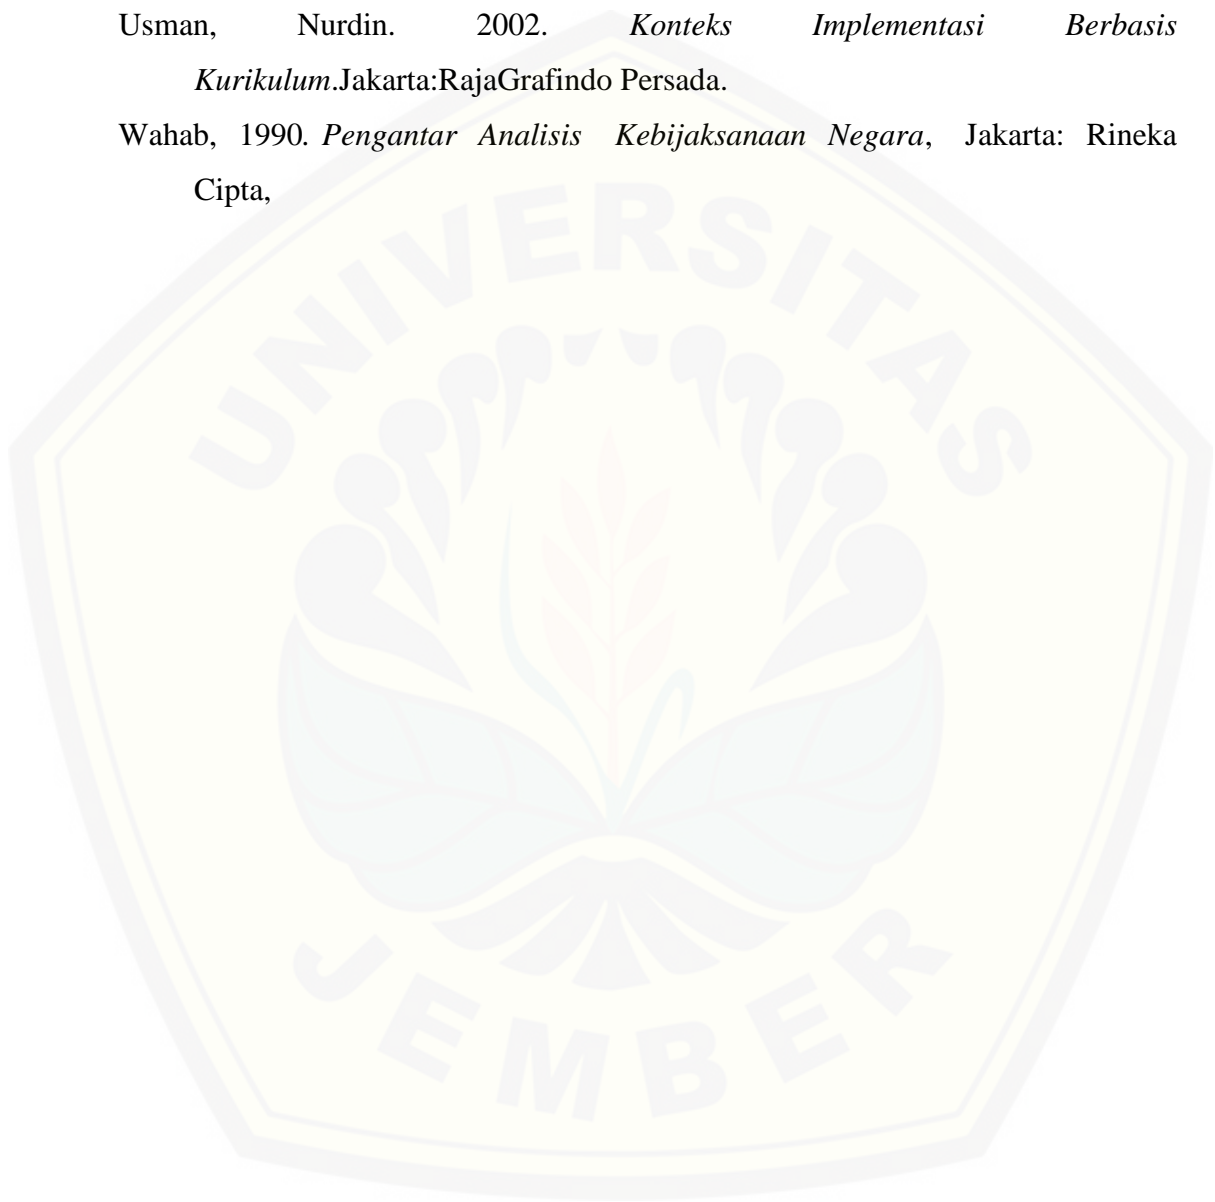 Usman, Nurdin. 2002. Konteks Implementasi Berbasis
Kurikulum.Jakarta:RajaGrafindo Persada.
Wahab, 1990. Pengantar Analisis Kebijaksanaan Negara, Jakarta: Rineka
Cipta,
UNIVERSITAS
JEMBER